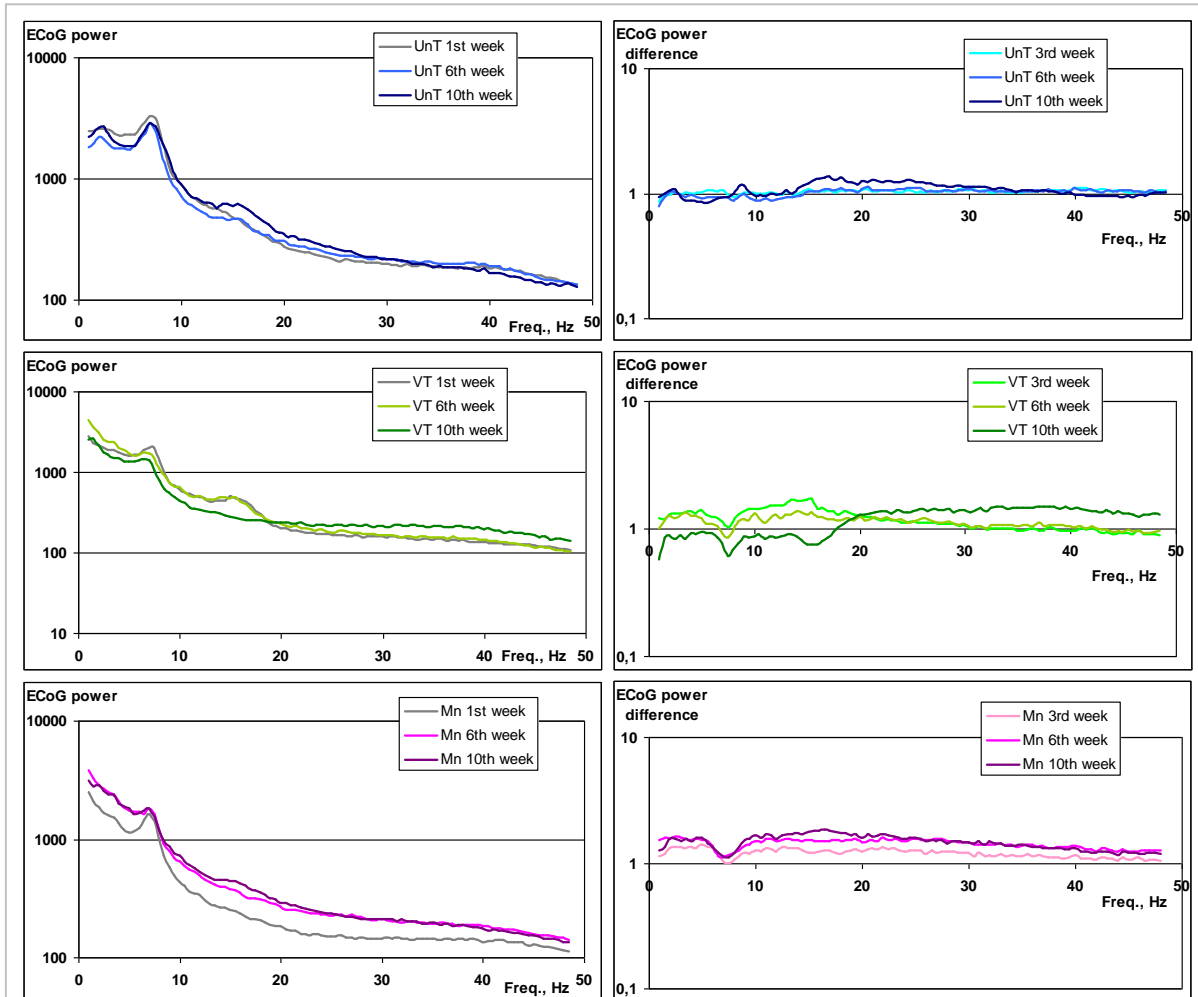 ECoG power
UnT 1st week
UnT 6th week
UnT 10th week
10000
1000
100
0 10 20 30 40 50
Freq., Hz
ECoG power
difference
UnT 3rd week
UnT 6th week
UnT 10th week
10
1
0,1
0 10 20 30 40 50
Freq., Hz
ECoG power
VT 1st week
VT 6th week
VT 10th week
10000
1000
100
10
0 10 20 30 40 50
Freq., Hz
ECoG power
difference
VT 3rd week
VT 6th week
VT 10th week
10
1
0,1
0 10 20 30 40 50
Freq., Hz
ECoG power
Mn 1st week
Mn 6th week
Mn 10th week
10000
1000
100
0 10 20 30 40 50
Freq., Hz
ECoG power
difference
Mn 3rd week
Mn 6th week
Mn 10th week
10
1
0,1
0 10 20 30 40 50
Freq., Hz